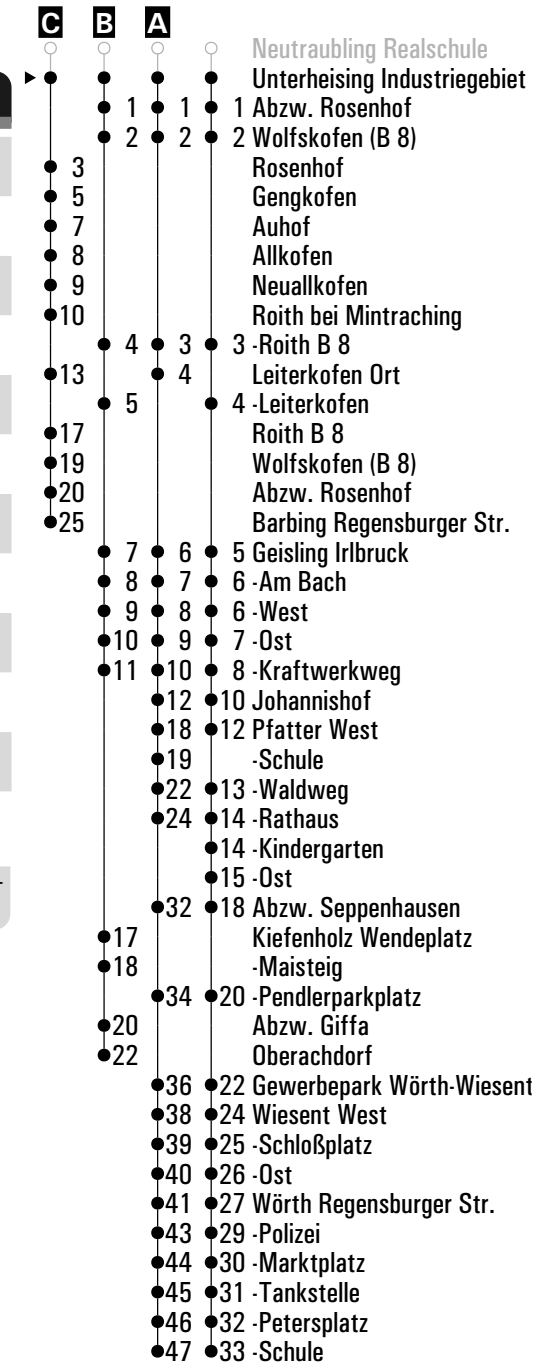 C B A
Neutraubling Realschule
Unterheising Industriegebiet
1 1 1 Abzw. Rosenhof
2 2 2 Wolfskofen (B 8)
3 Rosenhof
5 Gengkofen
7 Auhof
8 Allkofen
9 Neuallkofen
10 Roith bei Mintraching
4 3 3 -Roith B 8
13 4 Leiterkofen Ort
5 4 -Leiterkofen
17 Roith B 8
19 Wolfskofen (B 8)
20 Abzw. Rosenhof
25 Barbing Regensburger Str.
7 6 5 Geisling Irlbruck
8 7 6 -Am Bach
9 8 6 -West
10 9 7 -Ost
11 10 8 -Kraftwerkweg
12 10 Johannishof
18 12 Pfatter West
19 -Schule
22 13 -Waldweg
24 14 -Rathaus
14 -Kindergarten
15 -Ost
32 18 Abzw. Seppenhausen
17 Kiefenholz Wendeplatz
18 -Maisteig
34 20 -Pendlerparkplatz
20 Abzw. Giffa
22 Oberachdorf
36 22 Gewerbepark Wörth-Wiesent
38 24 Wiesent West
39 25 -Schloßplatz
40 26 -Ost
41 27 Wörth Regensburger Str.
43 29 -Polizei
44 30 -Marktplatz
45 31 -Tankstelle
46 32 -Petersplatz
47 33 -Schule